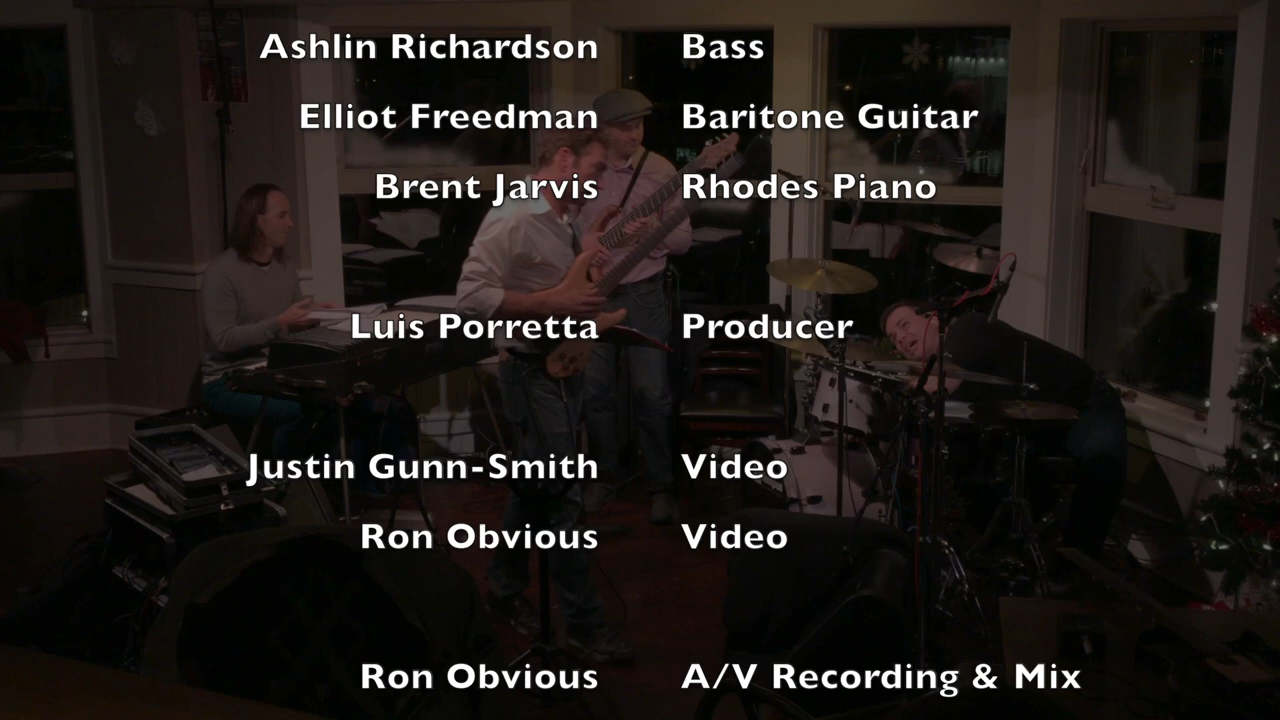 Ashlin Richardson Bass
Elliot Freedman Baritone Guitar
Brent Jarvis Rhodes Piano
Luis Porretta Producer
Justin Gunn-Smith Video
Ron Obvious Video
Ron Obvious A/V Recording & Mix